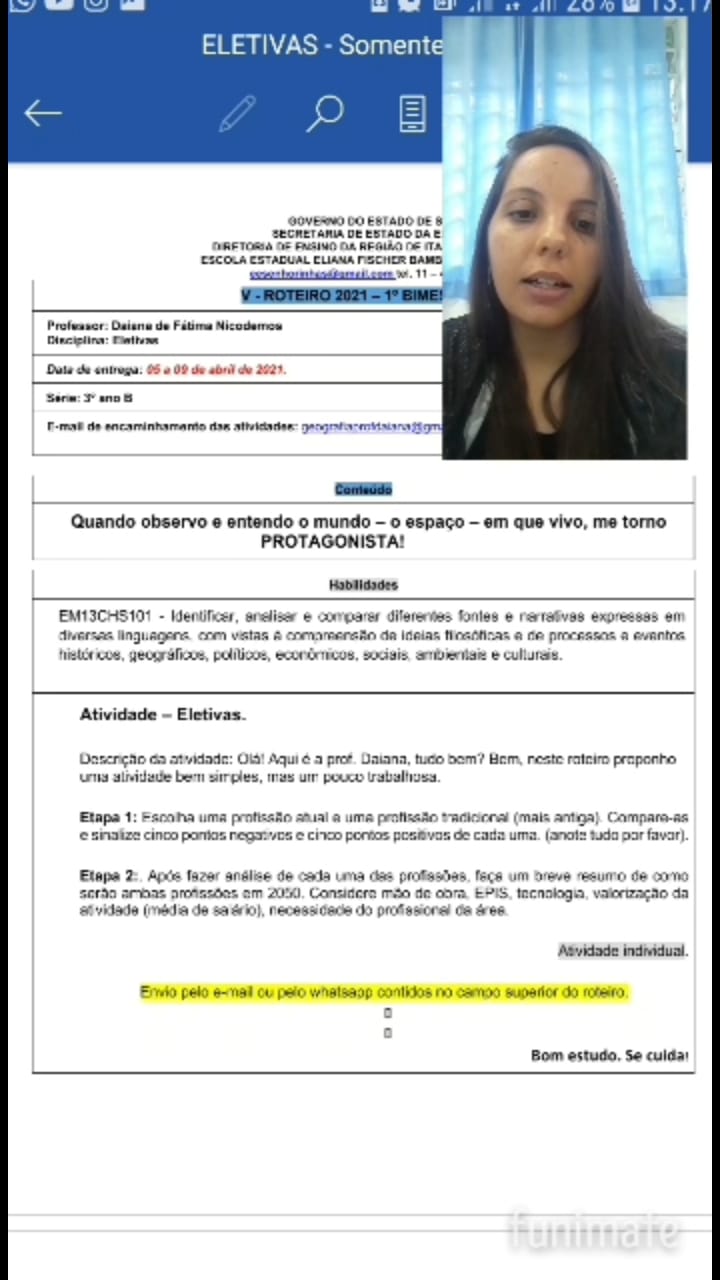 28% 13:17
ELETIVAS - Somente
GOVERNO DO ESTADO DE S
SECRETARIA DE ESTADO DA E
DIRETORIA DE ENSINO DA REGIÃO DE ITA
ESCOLA ESTADUAL ELIANA FISCHER BAMB
eesenhorinhas@gmail.com tel. 11 –
V - ROTEIRO 2021 – 1º BIMES
Professor: Daiana de Fátima Nicodemos
Disciplina: Eletivas
Data de entrega: 05 a 09 de abril de 2021.
Série: 3º ano B
E-mail de encaminhamento das atividades: geografiaprofdaiana@gma
Conteúdo
Quando observo e entendo o mundo – o espaço – em que vivo, me torno
PROTAGONISTA!
Habilidades
EM13CHS101 - Identificar, analisar e comparar diferentes fontes e narrativas expressas em
diversas linguagens, com vistas à compreensão de ideias filosóficas e de processos e eventos
históricos, geográficos, políticos, econômicos, sociais, ambientais e culturais.
Atividade – Eletivas.
Descrição da atividade: Olá! Aqui é a prof. Daiana, tudo bem? Bem, neste roteiro proponho
uma atividade bem simples, mas um pouco trabalhosa.
Etapa 1: Escolha uma profissão atual e uma profissão tradicional (mais antiga). Compare-as
e sinalize cinco pontos negativos e cinco pontos positivos de cada uma. (anote tudo por favor).
Etapa 2:. Após fazer análise de cada uma das profissões, faça um breve resumo de como
serão ambas profissões em 2050. Considere mão de obra, EPIS, tecnologia, valorização da
atividade (média de salário), necessidade do profissional da área.
Atividade individual.
Envio pelo e-mail ou pelo whatsapp contidos no campo superior do roteiro.
Bom estudo. Se cuida!
funimate